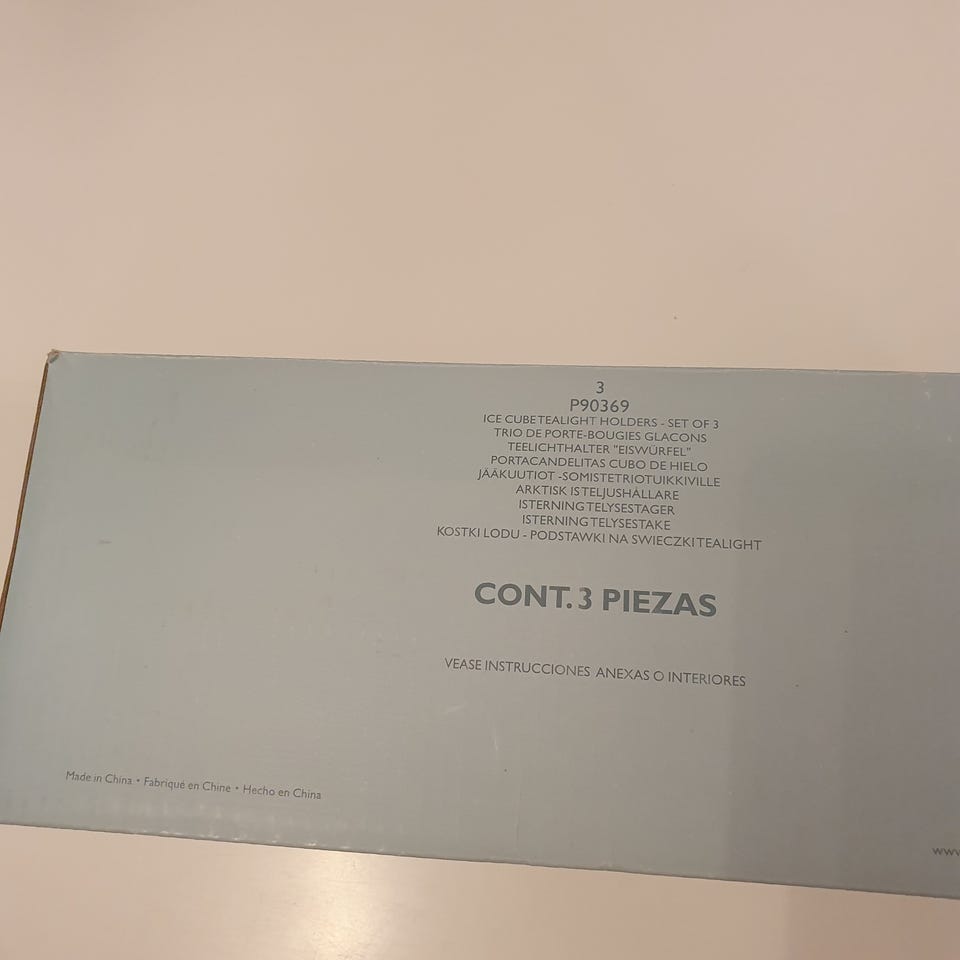 3
P90369
ICE CUBE TEALIGHT HOLDERS - SET OF 3
TRIO DE PORTE-BOUGIES GLACONS
TEELICHTHALTER "EISWÜRFEL"
PORTACANDELITAS CUBO DE HIELO
JÄÄKUUTIOT -SOMISTETRIOTUIKKIVILLE
ARKTISK ISTELJUSHÅLLARE
ISTERNING TELYSESTAGER
ISTERNING TELYSESTAKE
KOSTKI LODU - PODSTAWKI NA SWIECZKI TEALIGHT
CONT. 3 PIEZAS
VEASE INSTRUCCIONES ANEXAS O INTERIORES
Made in China • Fabriqué en Chine • Hecho en China
www